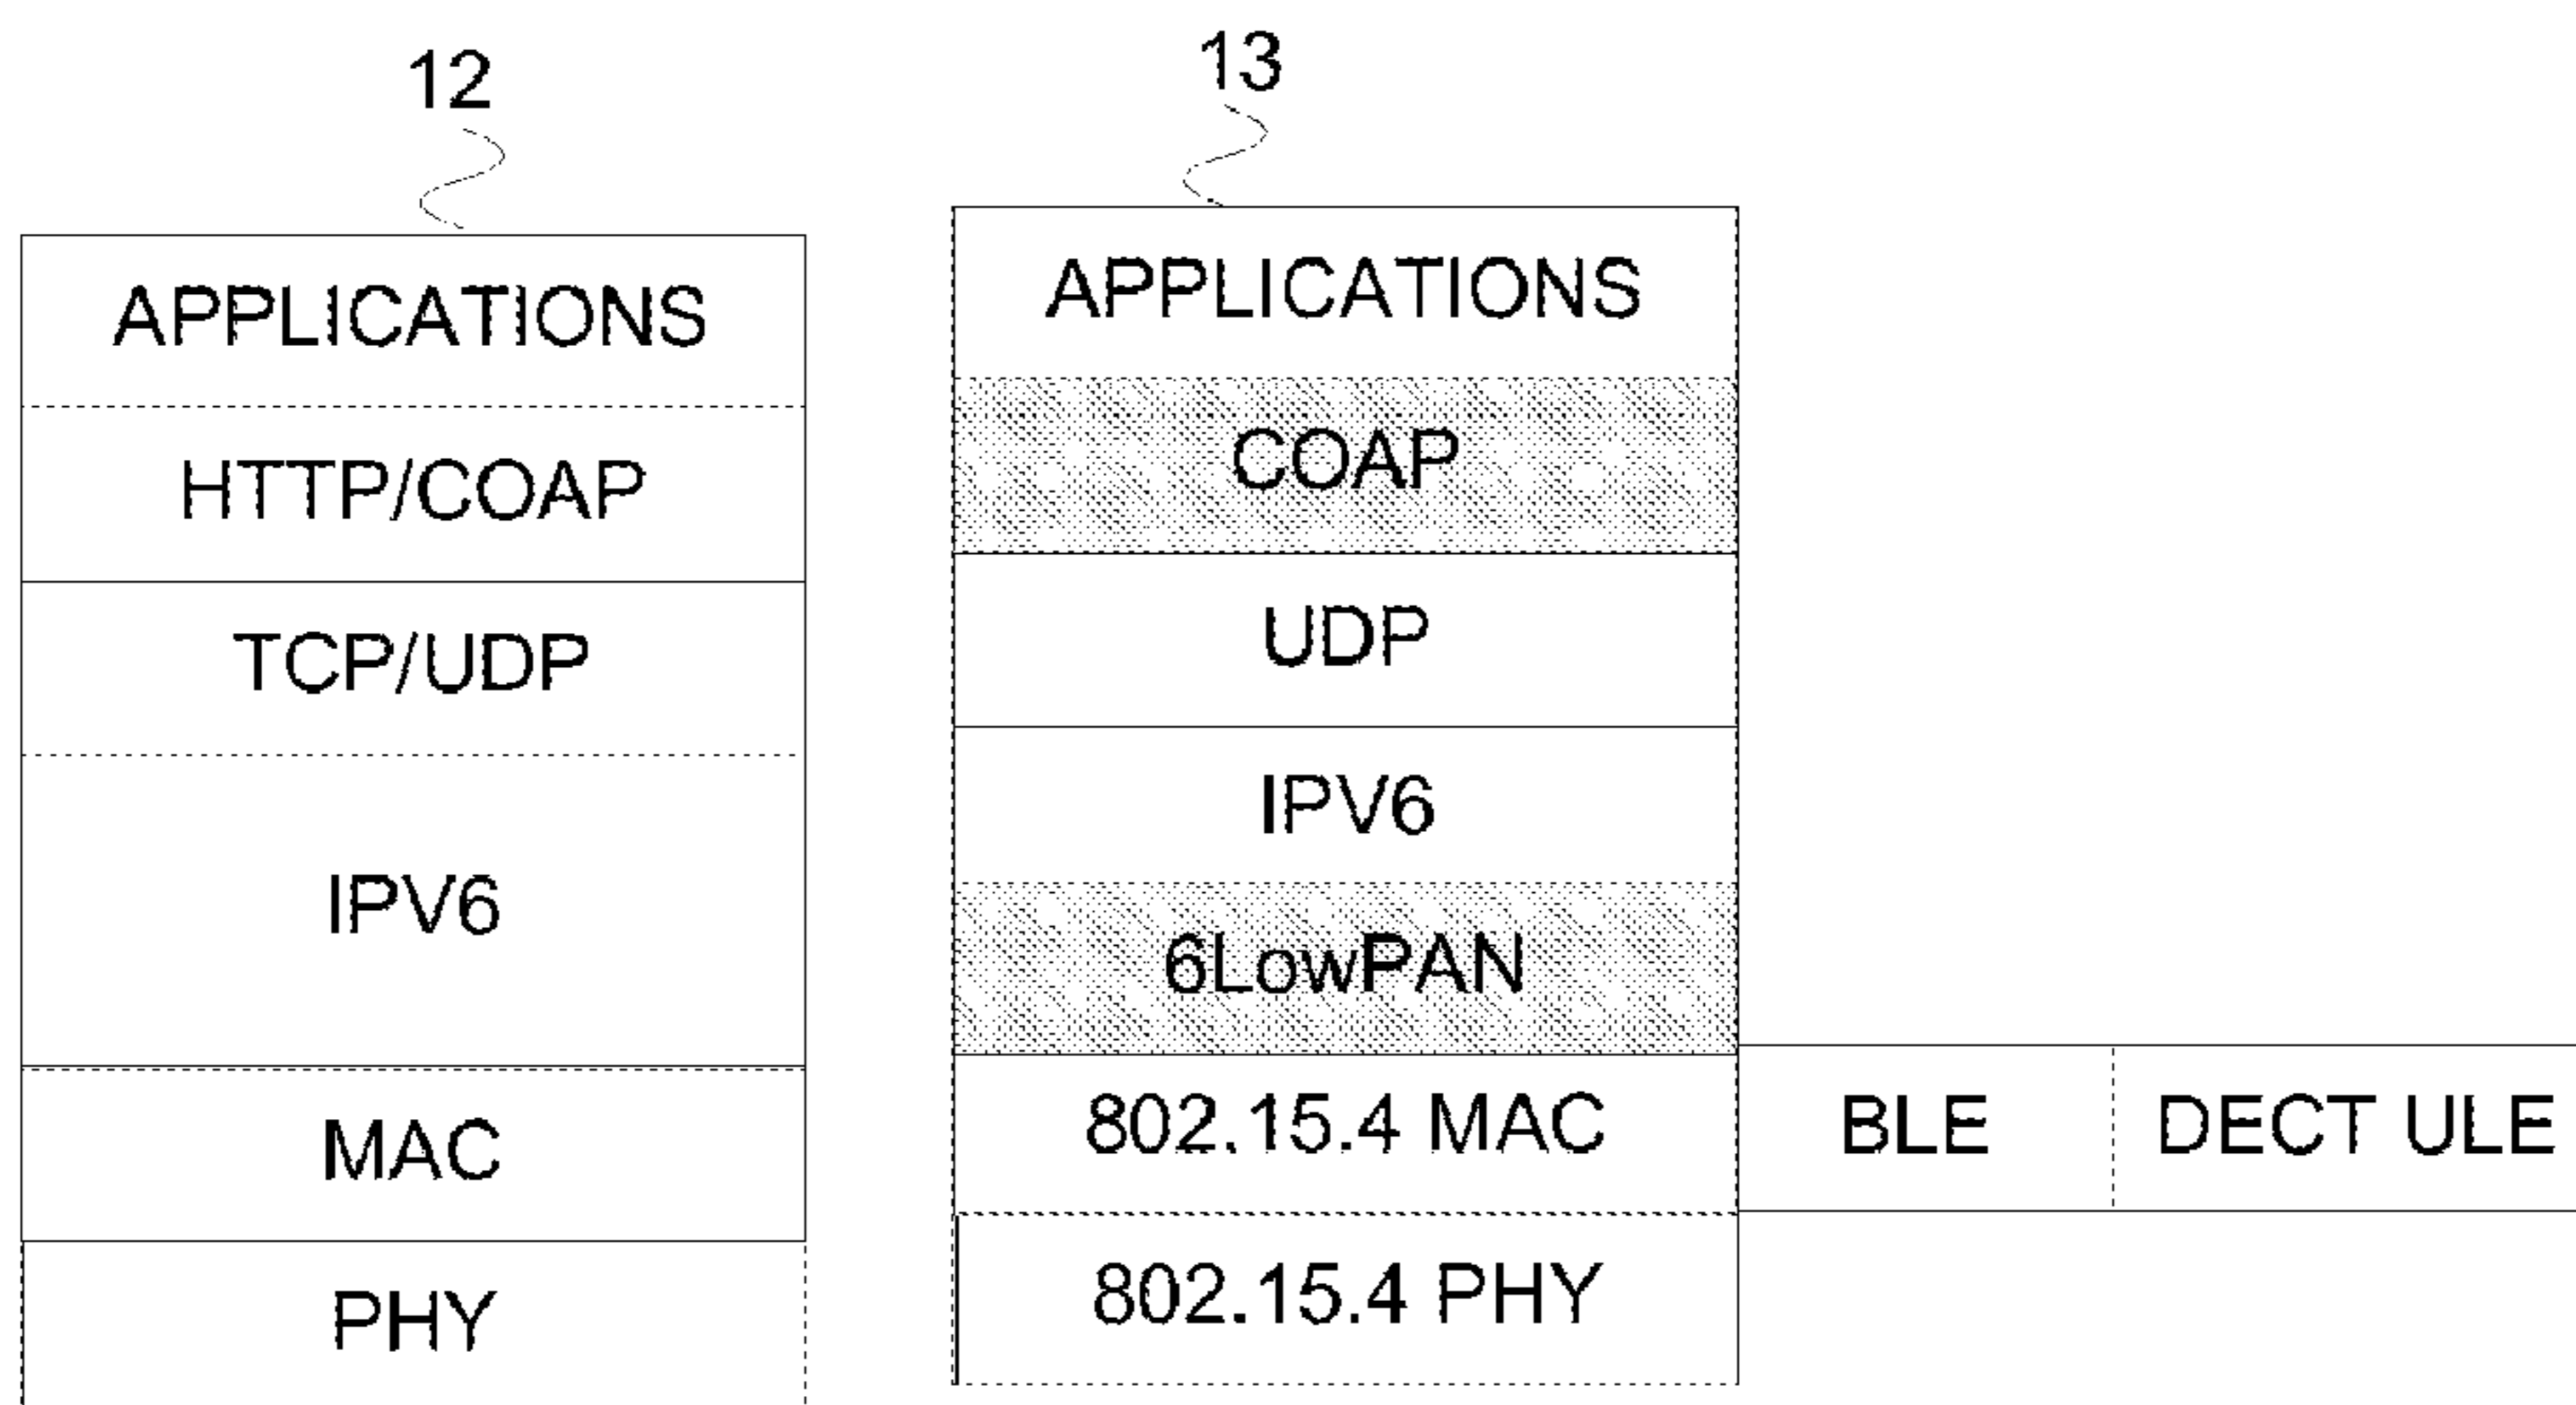 12
APPLICATIONS
HTTP/COAP
TCP/UDP
IPV6
MAC
PHY
13
APPLICATIONS
COAP
UDP
IPV6
6LowPAN
802.15.4 MAC
BLE
DECT ULE
802.15.4 PHY